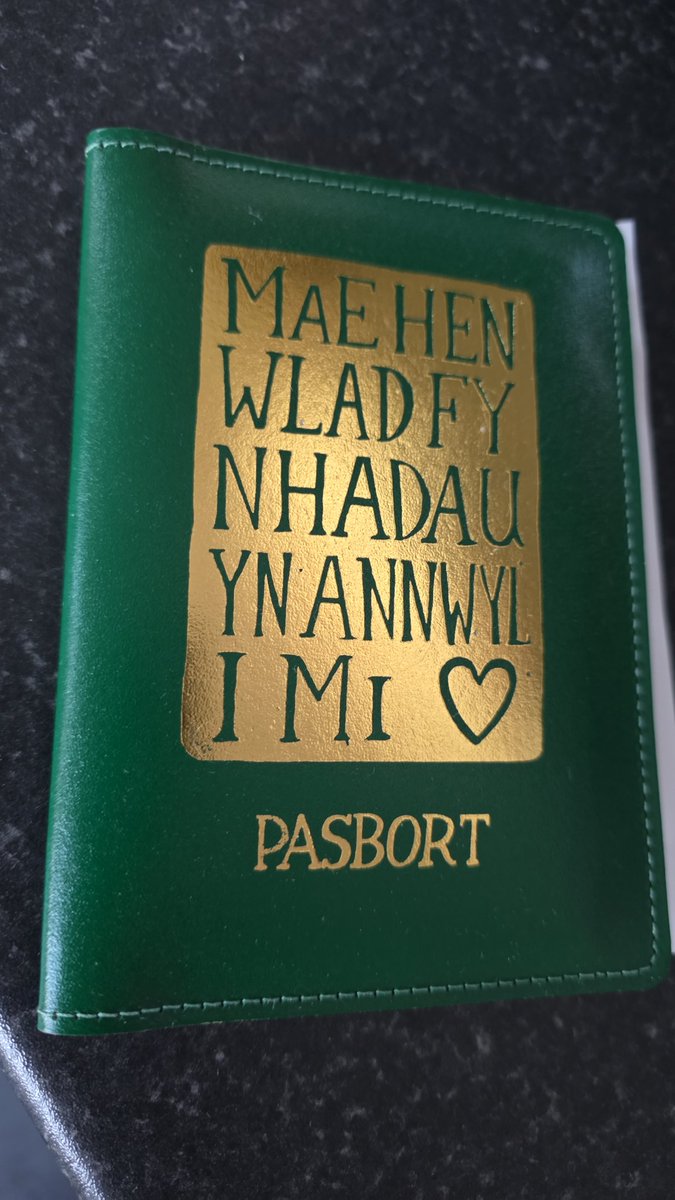 MAE HEN
WLAD FY
NHADAU
YN ANNWYL
I MI
PASBORT